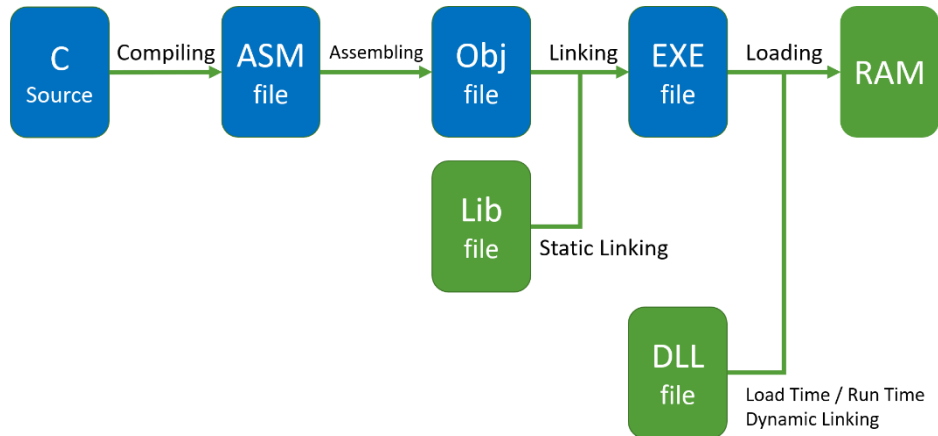 C
Source
Compiling
ASM
file
Assembling
Obj
file
Linking
EXE
file
Loading
RAM
Lib
file
Static Linking
DLL
file
Load Time / Run Time
Dynamic Linking